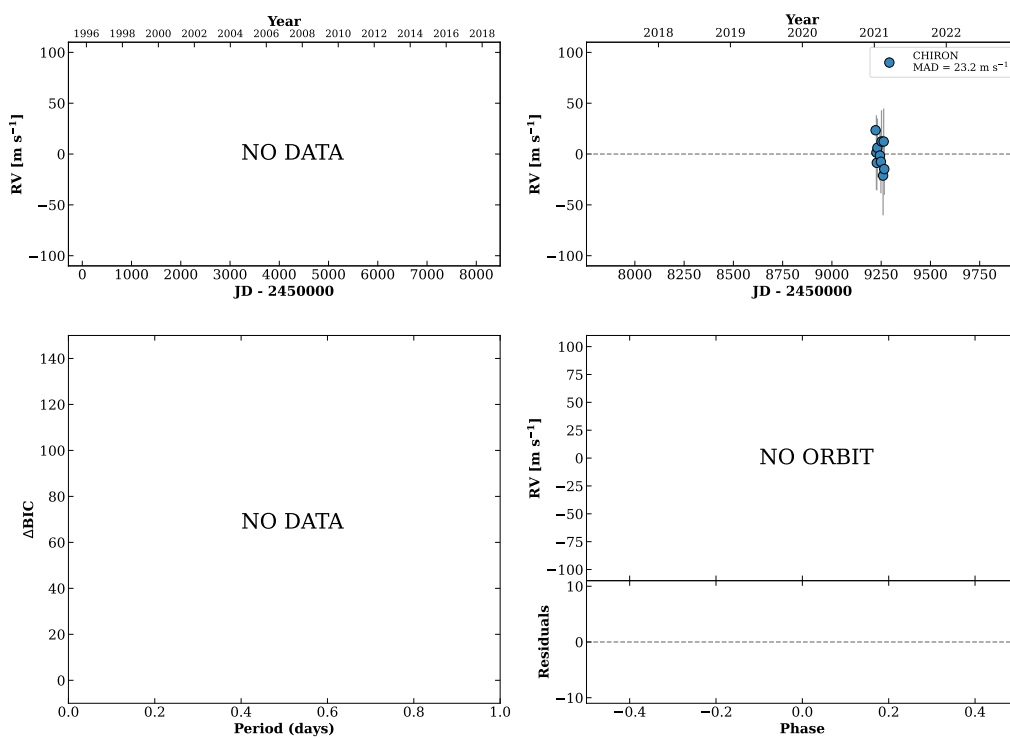 Year
1996 1998 2000 2002 2004 2006 2008 2010 2012 2014 2016 2018
100
50
0
−50
−100
RV [m s⁻¹]
NO DATA
0 1000 2000 3000 4000 5000 6000 7000 8000
JD - 2450000
Year
2018 2019 2020 2021 2022
100
50
0
−50
−100
RV [m s⁻¹]
CHIRON
MAD = 23.2 m s⁻¹
8000 8250 8500 8750 9000 9250 9500 9750
JD - 2450000
140
120
100
80
60
40
20
0
ΔBIC
NO DATA
0.0 0.2 0.4 0.6 0.8 1.0
Period (days)
100
75
50
25
0
−25
−50
−75
−100
RV [m s⁻¹]
NO ORBIT
10
0
−10
Residuals
−0.4 −0.2 0.0 0.2 0.4
Phase